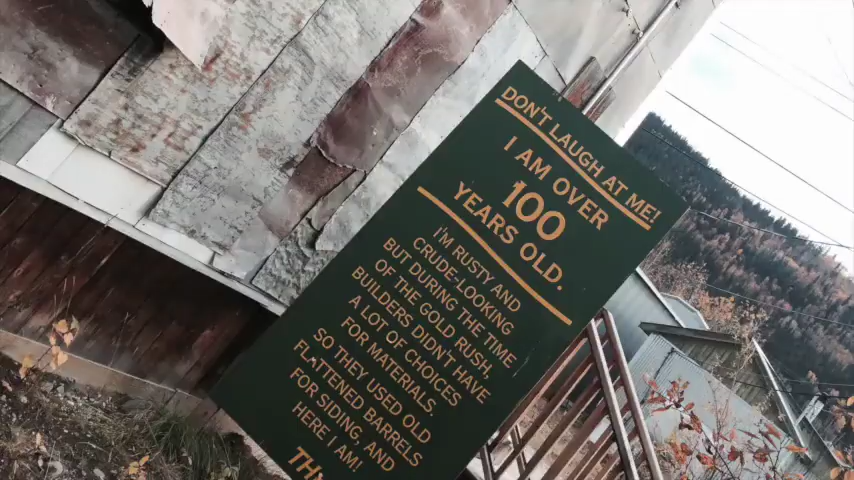 DON'T LAUGH AT ME!
I AM OVER
100
YEARS OLD.
I'M RUSTY AND
CRUDE-LOOKING
BUT DURING THE TIME
OF THE GOLD RUSH,
BUILDERS DIDN'T HAVE
A LOT OF CHOICES
FOR MATERIALS.
SO THEY USED OLD
FLATTENED BARRELS
FOR SIDING, AND
HERE I AM!